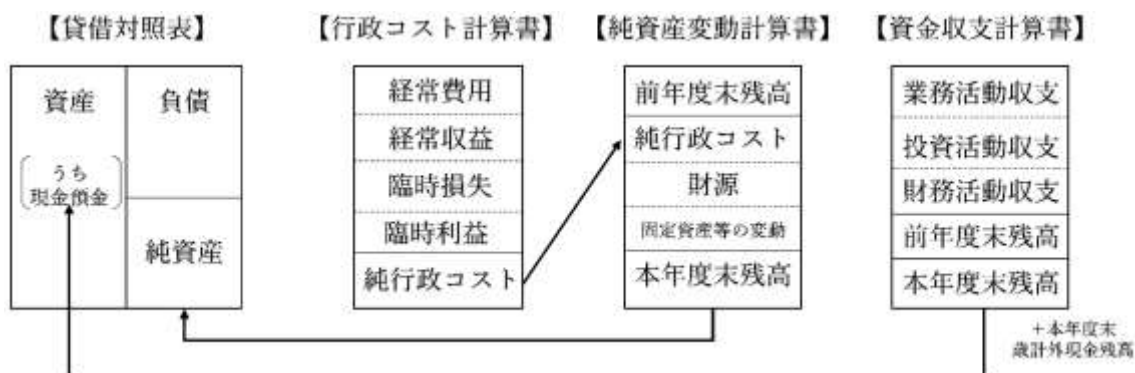 【貸借対照表】
資産
うち
現金預金
負債
純資産
【行政コスト計算書】
経常費用
経常収益
臨時損失
臨時利益
純行政コスト
【純資産変動計算書】
前年度末残高
純行政コスト
財源
固定資産等の変動
本年度末残高
【資金収支計算書】
業務活動収支
投資活動収支
財務活動収支
前年度末残高
本年度末残高
+本年度末
歳計外現金残高